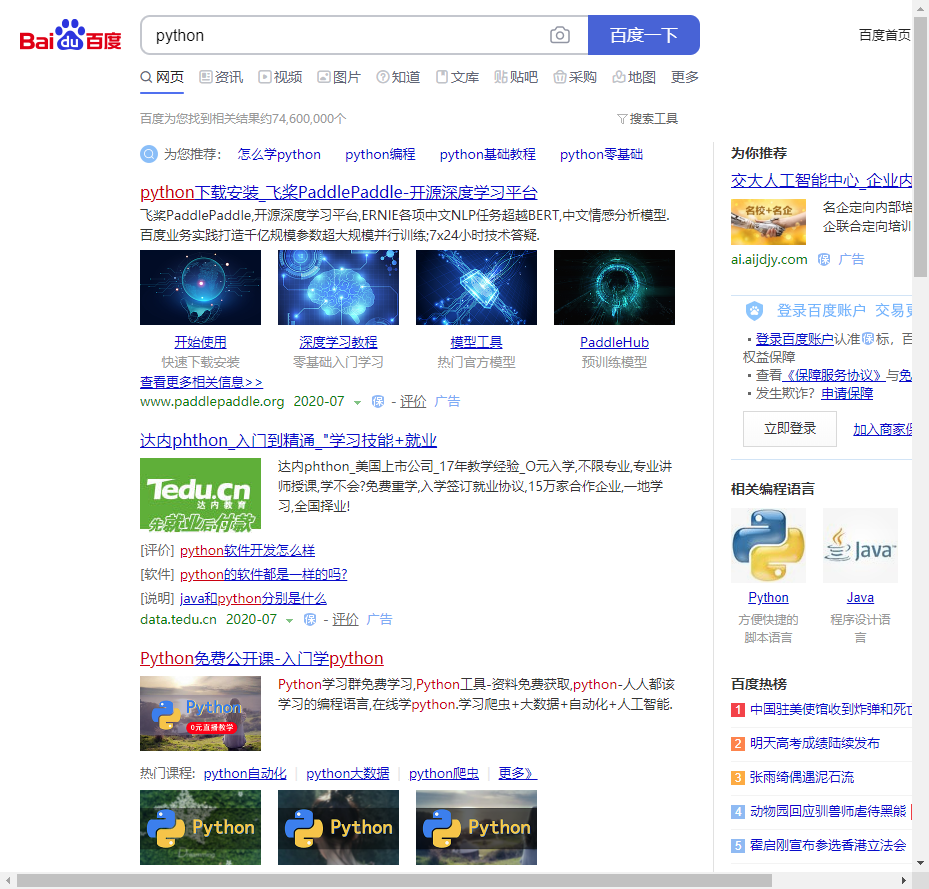 Bai du 百度
python
百度一下
百度首页
网页
资讯
视频
图片
知道
文库
贴吧
采购
地图
更多
百度为您找到相关结果约74,600,000个
搜索工具
为您推荐:
怎么学python
python编程
python基础教程
python零基础
python下载安装_飞桨PaddlePaddle-开源深度学习平台
飞桨PaddlePaddle,开源深度学习平台,ERNIE各项中文NLP任务超越BERT,中文情感分析模型.
百度业务实践打造千亿规模参数超大规模并行训练;7x24小时技术答疑.
开始使用
深度学习教程
模型工具
PaddleHub
快速下载安装
零基础入门学习
热门官方模型
预训练模型
查看更多相关信息>>
www.paddlepaddle.org 2020-07 保 - 评价 广告
达内phthon_入门到精通_"学习技能+就业
Tedu.cn
达内教育
先就业后付款
达内phthon_美国上市公司_17年教学经验_O元入学,不限专业,专业讲
师授课,学不会?免费重学,入学签订就业协议,15万家合作企业,一地学
习,全国择业!
[评价] python软件开发怎么样
[软件] python的软件都是一样的吗?
[说明] java和python分别是什么
data.tedu.cn 2020-07 保 - 评价 广告
Python免费公开课-入门学python
Python
0元直播教学
Python学习群免费学习,Python工具-资料免费获取,python-人人都该
学习的编程语言,在线学python.学习爬虫+大数据+自动化+人工智能.
热门课程: python自动化 | python大数据 | python爬虫 | 更多》
Python
Python
Python
为你推荐
交大人工智能中心_企业内
名校+名企
名企定向内部培
企联合定向培训
ai.aijdjy.com 保 广告
登录百度账户 交易更
·登录百度账户认准保标，百
权益保障
·查看《保障服务协议》与免
·发生欺诈？申请保障
立即登录
加入商家保
相关编程语言
Java
Python
Java
方便快捷的
脚本语言
程序设计语
言
百度热榜
1 中国驻美使馆收到炸弹和死亡
2 明天高考成绩陆续发布
3 张雨绮偶遇泥石流
4 动物园回应驯兽师虐待黑熊
5 霍启刚宣布参选香港立法会